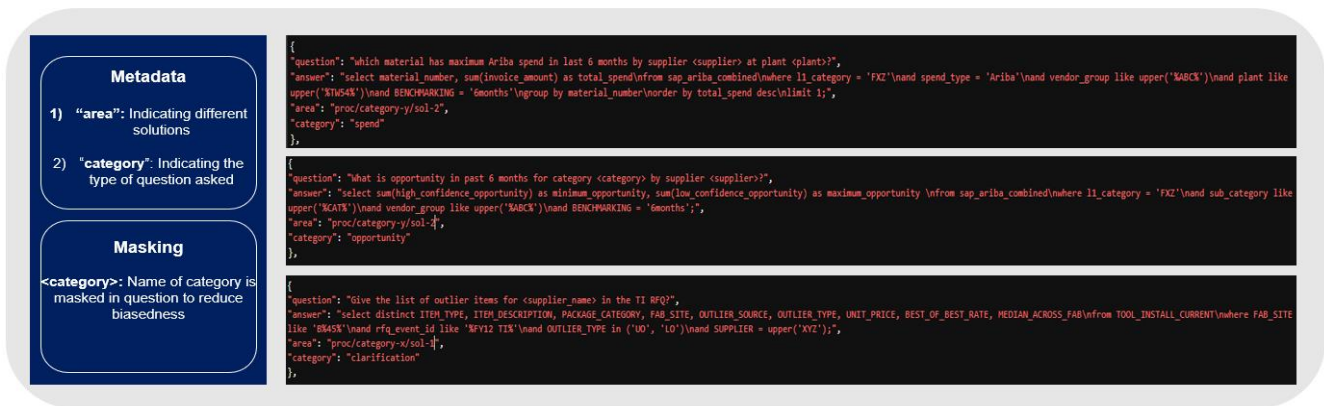 Metadata
1) “area”: Indicating different
solutions
2) “category”: Indicating the
type of question asked
Masking
<category>: Name of category is
masked in question to reduce
biasedness
{
"question": "which material has maximum Ariba spend in last 6 months by supplier <supplier> at plant <plant>?",
"answer": "select material_number, sum(invoice_amount) as total_spend\nfrom sap_ariba_combined\nwhere l1_category = 'FXZ'\nand spend_type = 'Ariba'\nand vendor_group like upper('%ABC%')\nand plant like
upper('%TW54%')\nand BENCHMARKING = '6months'\ngroup by material_number\norder by total_spend desc\nlimit 1;",
"area": "proc/category-y/sol-2",
"category": "spend"
},
{
"question": "What is opportunity in past 6 months for category <category> by supplier <supplier>?",
"answer": "select sum(high_confidence_opportunity) as minimum_opportunity, sum(low_confidence_opportunity) as maximum_opportunity \nfrom sap_ariba_combined\nwhere l1_category = 'FXZ'\nand sub_category like
upper('%CAT%')\nand vendor_group like upper('%ABC%')\nand BENCHMARKING = '6months';",
"area": "proc/category-y/sol-2",
"category": "opportunity"
},
{
"question": "Give the list of outlier items for <supplier_name> in the TI RFQ?",
"answer": "select distinct ITEM_TYPE, ITEM_DESCRIPTION, PACKAGE_CATEGORY, FAB_SITE, OUTLIER_SOURCE, OUTLIER_TYPE, UNIT_PRICE, BEST_OF_BEST_RATE, MEDIAN_ACROSS_FAB\nfrom TOOL_INSTALL_CURRENT\nwhere FAB_SITE
like 'B%45%'\nand rfq_event_id like '%FY12 TI%'\nand OUTLIER_TYPE in ('UO', 'LO')\nand SUPPLIER = upper('XYZ');",
"area": "proc/category-x/sol-1",
"category": "clarification"
},